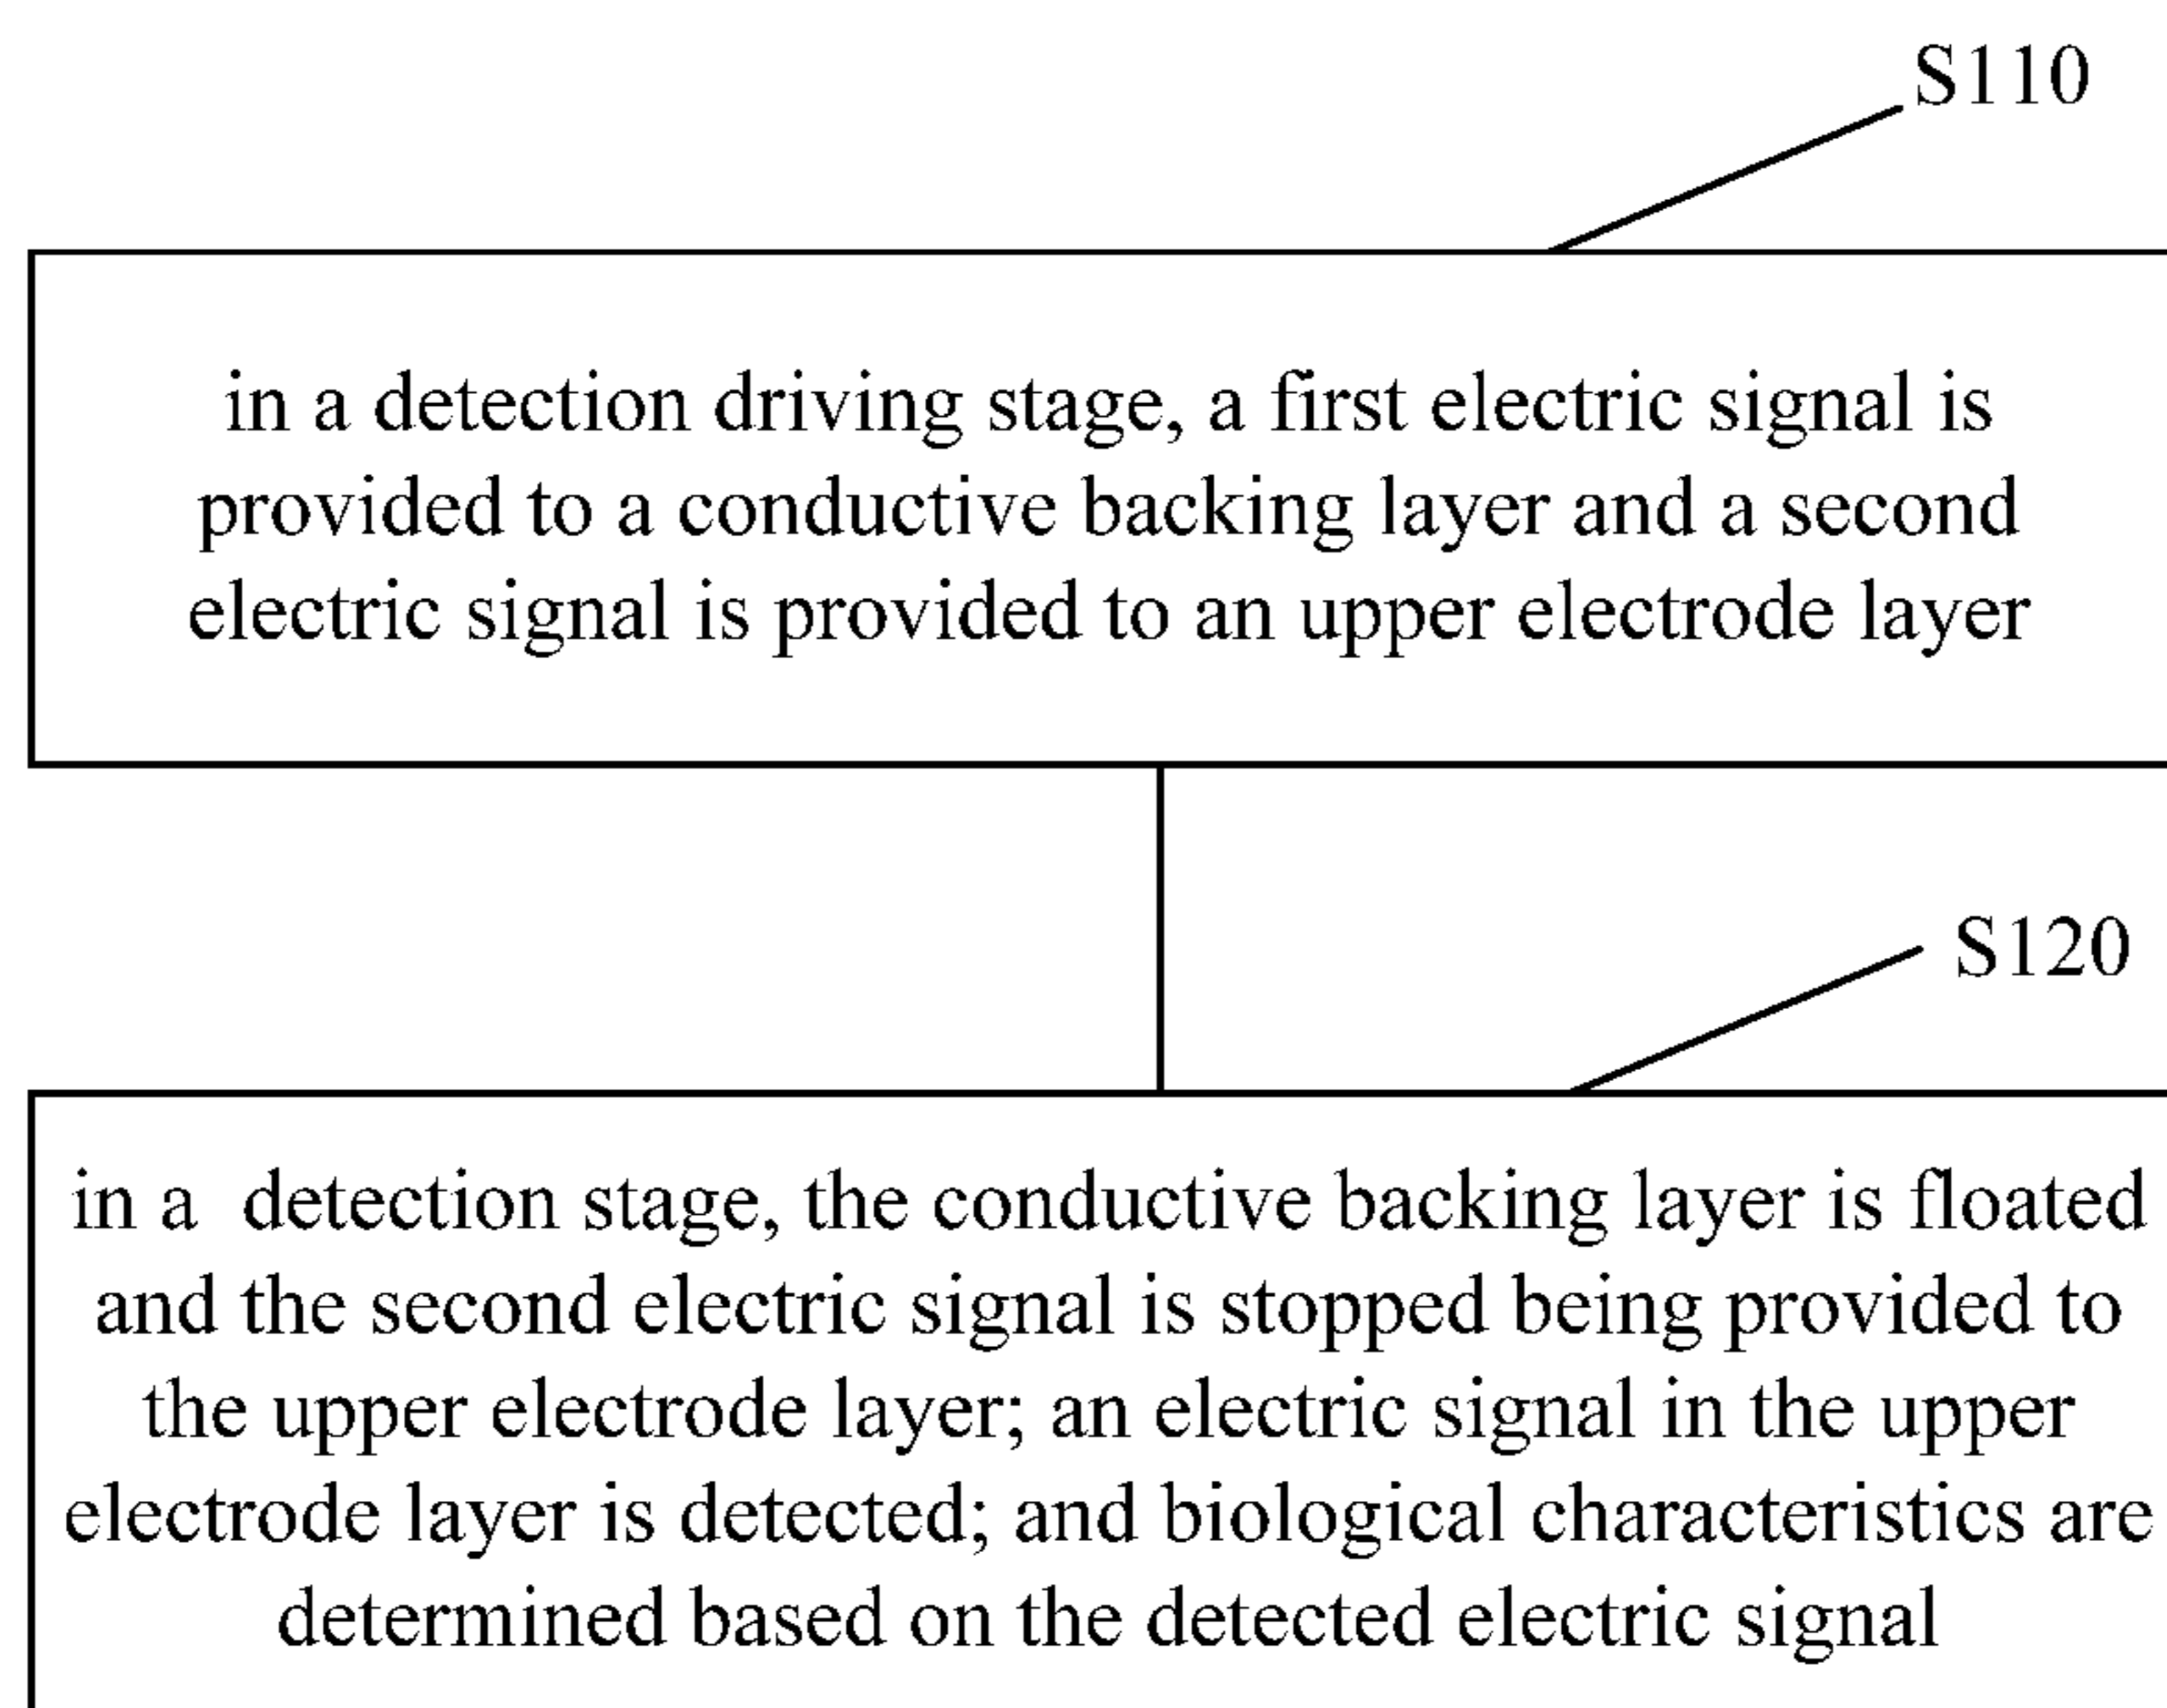 S110
in a detection driving stage, a first electric signal is
provided to a conductive backing layer and a second
electric signal is provided to an upper electrode layer
S120
in a detection stage, the conductive backing layer is floated
and the second electric signal is stopped being provided to
the upper electrode layer; an electric signal in the upper
electrode layer is detected; and biological characteristics are
determined based on the detected electric signal